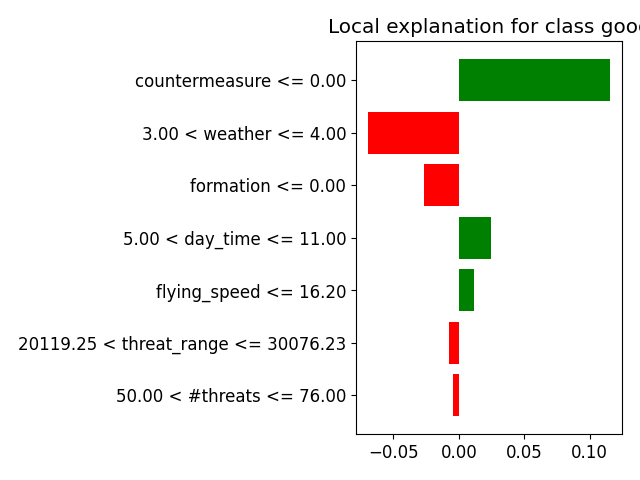 Local explanation for class good
countermeasure <= 0.00
3.00 < weather <= 4.00
formation <= 0.00
5.00 < day_time <= 11.00
flying_speed <= 16.20
20119.25 < threat_range <= 30076.23
50.00 < #threats <= 76.00
−0.05 0.00 0.05 0.10